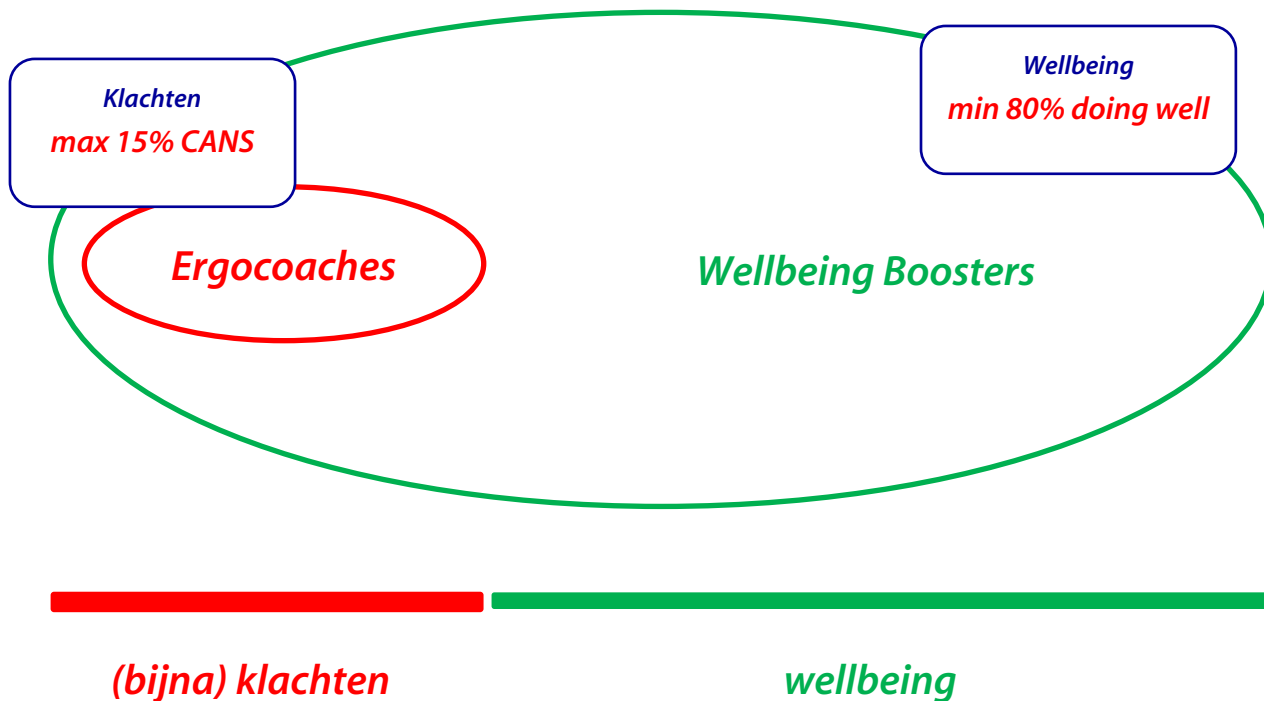 Klachten
max 15% CANS
Wellbeing
min 80% doing well
Ergocoaches
Wellbeing Boosters
(bijna) klachten
wellbeing